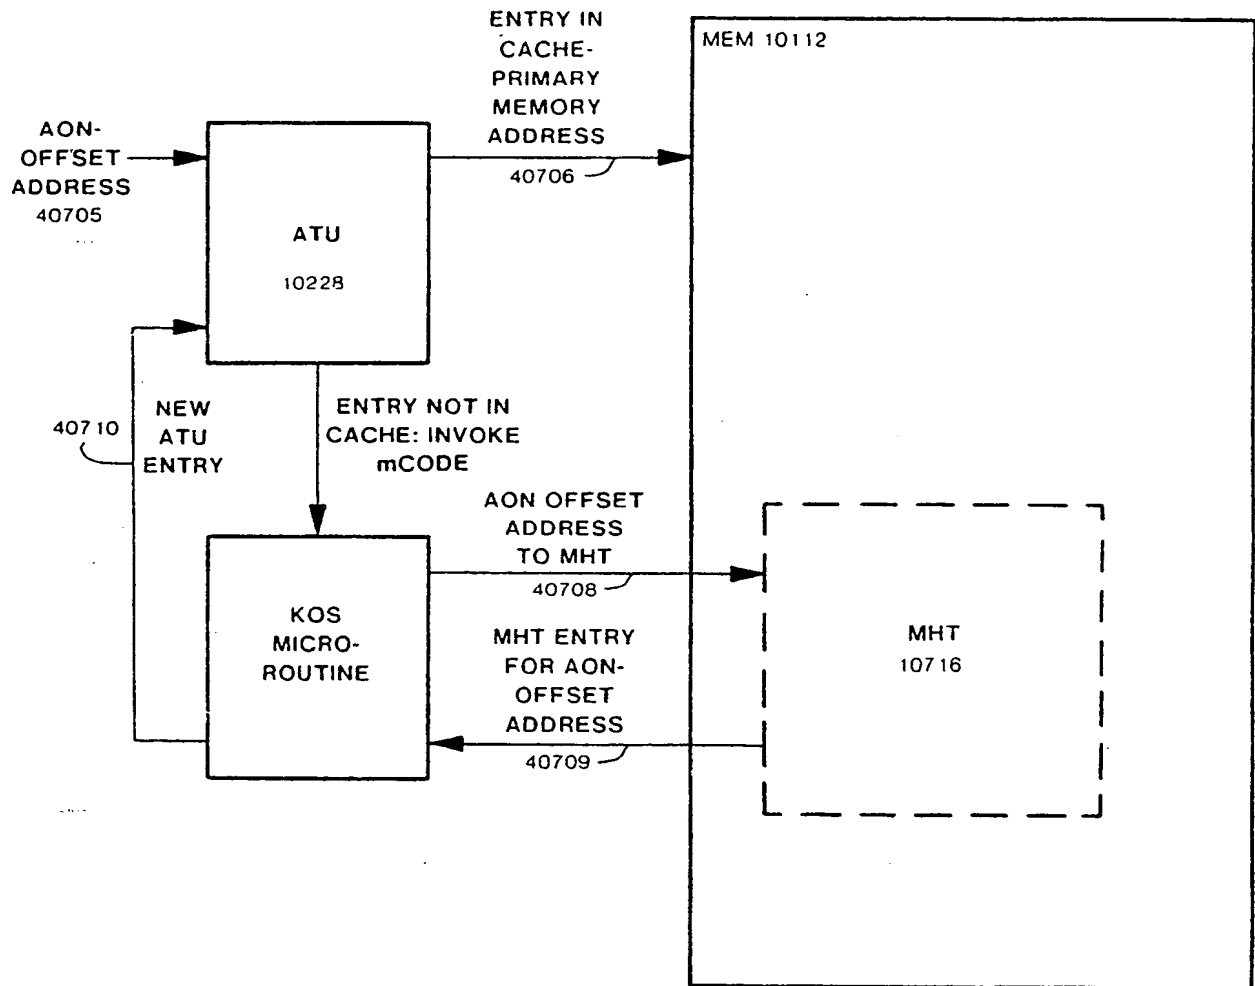 ENTRY IN
CACHE-
PRIMARY
MEMORY
ADDRESS
40706
MEM 10112
AON-
OFFSET
ADDRESS
40705
ATU
10228
40710
NEW
ATU
ENTRY
ENTRY NOT IN
CACHE: INVOKE
mCODE
AON OFFSET
ADDRESS
TO MHT
40708
KOS
MICRO-
ROUTINE
MHT ENTRY
FOR AON-
OFFSET
ADDRESS
40709
MHT
10716